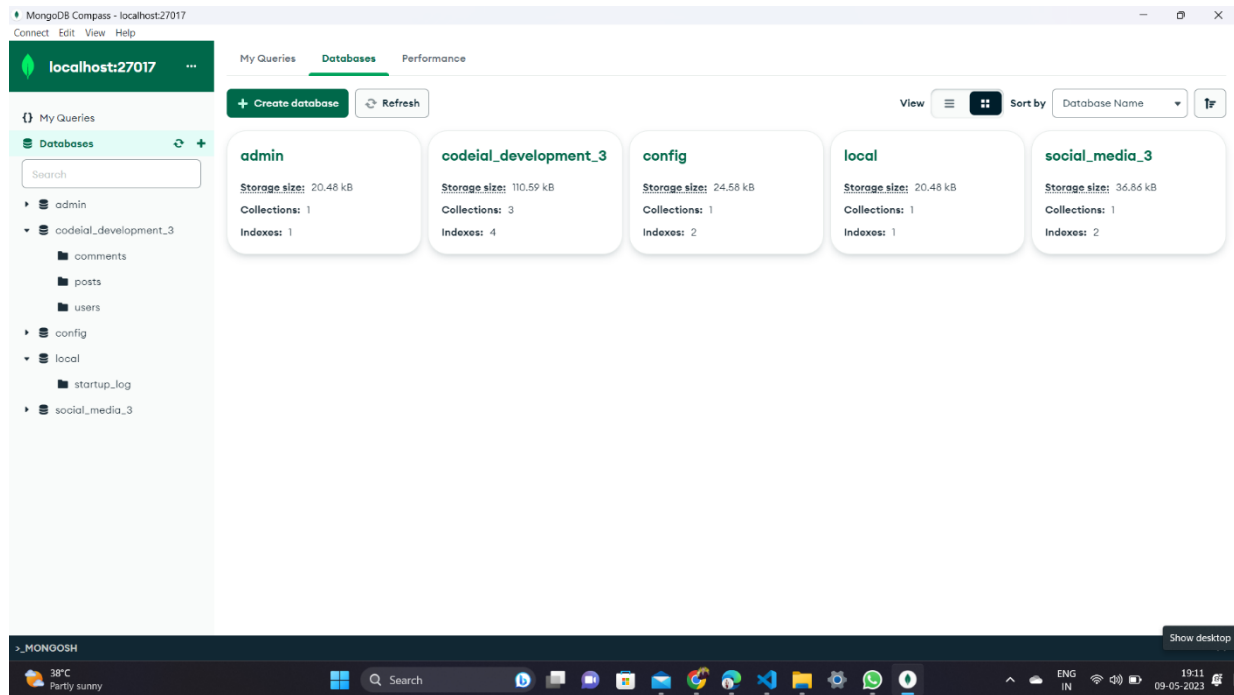 MongoDB Compass - localhost:27017
Connect Edit View Help
localhost:27017 ...
My Queries Databases Performance
+ Create database Refresh View Sort by Database Name
{} My Queries
Databases
Search
admin
codeial_development_3
comments
posts
users
config
local
startup_log
social_media_3
admin
Storage size: 20.48 kB
Collections: 1
Indexes: 1
codeial_development_3
Storage size: 110.59 kB
Collections: 3
Indexes: 4
config
Storage size: 24.58 kB
Collections: 1
Indexes: 2
local
Storage size: 20.48 kB
Collections: 1
Indexes: 1
social_media_3
Storage size: 36.86 kB
Collections: 1
Indexes: 2
>_MONGOSH
Show desktop
38°C
Partly sunny
Search
ENG
IN
19:11
09-05-2023